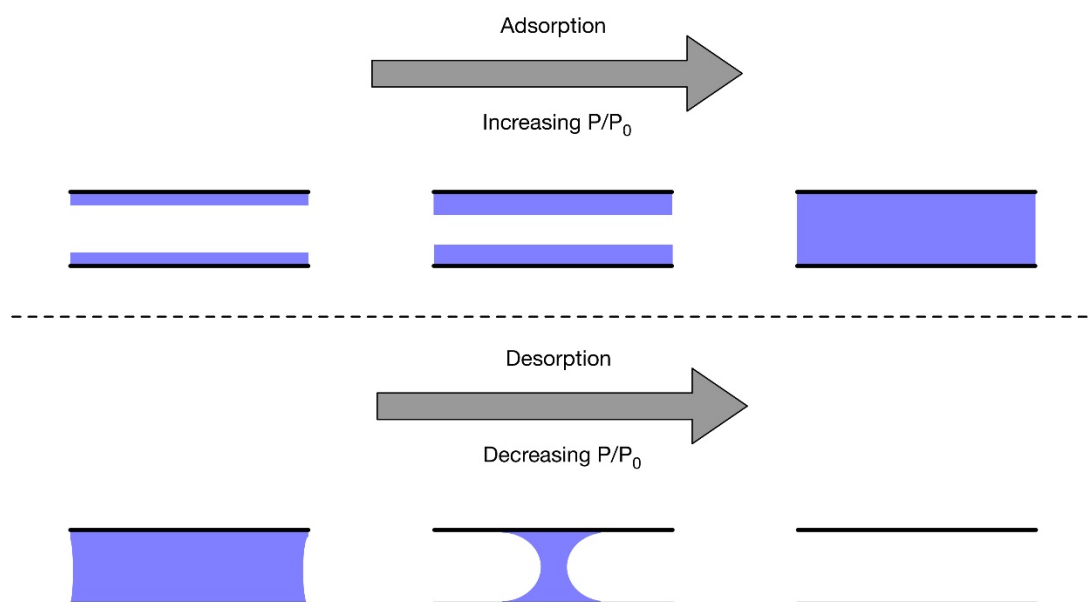 Adsorption
Increasing P/P₀
Desorption
Decreasing P/P₀